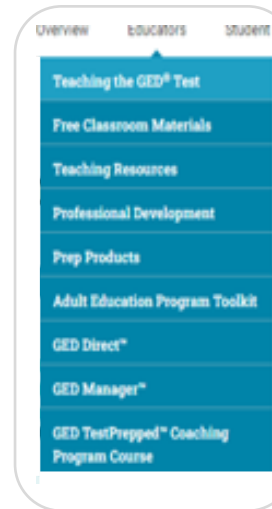 Overview Educators Student
Teaching the GED® Test
Free Classroom Materials
Teaching Resources
Professional Development
Prep Products
Adult Education Program Toolkit
GED Direct™
GED Manager™
GED TestPrepped™ Coaching
Program Course